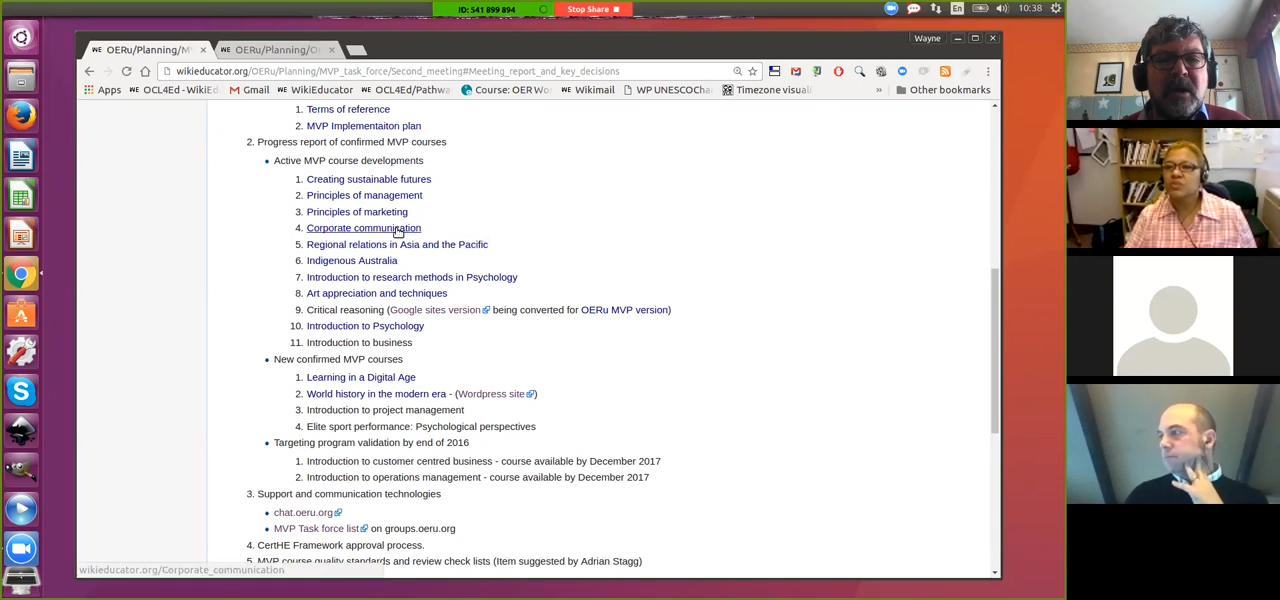 ID: 541 899 894
Stop Share
En
10:38
OERu/Planning/M
OERu/Planning/O
Wayne
wikieducator.org/OERu/Planning/MVP_task_force/Second_meeting#Meeting_report_and_key_decisions
Apps
OCL4Ed - WikiEd
Gmail
WikiEducator
OCL4Ed/Pathwa
Course: OER Wo
Wikimail
WP UNESCOCha
Timezone visuali
»
Other bookmarks
1. Terms of reference
2. MVP Implementaiton plan
2. Progress report of confirmed MVP courses
• Active MVP course developments
1. Creating sustainable futures
2. Principles of management
3. Principles of marketing
4. Corporate communication
5. Regional relations in Asia and the Pacific
6. Indigenous Australia
7. Introduction to research methods in Psychology
8. Art appreciation and techniques
9. Critical reasoning (Google sites version being converted for OERu MVP version)
10. Introduction to Psychology
11. Introduction to business
• New confirmed MVP courses
1. Learning in a Digital Age
2. World history in the modern era - (Wordpress site)
3. Introduction to project management
4. Elite sport performance: Psychological perspectives
• Targeting program validation by end of 2016
1. Introduction to customer centred business - course available by December 2017
2. Introduction to operations management - course available by December 2017
3. Support and communication technologies
• chat.oeru.org
• MVP Task force list on groups.oeru.org
4. CertHE Framework approval process.
5. MVP course quality standards and review check lists (Item suggested by Adrian Stagg)
wikieducator.org/Corporate_communication